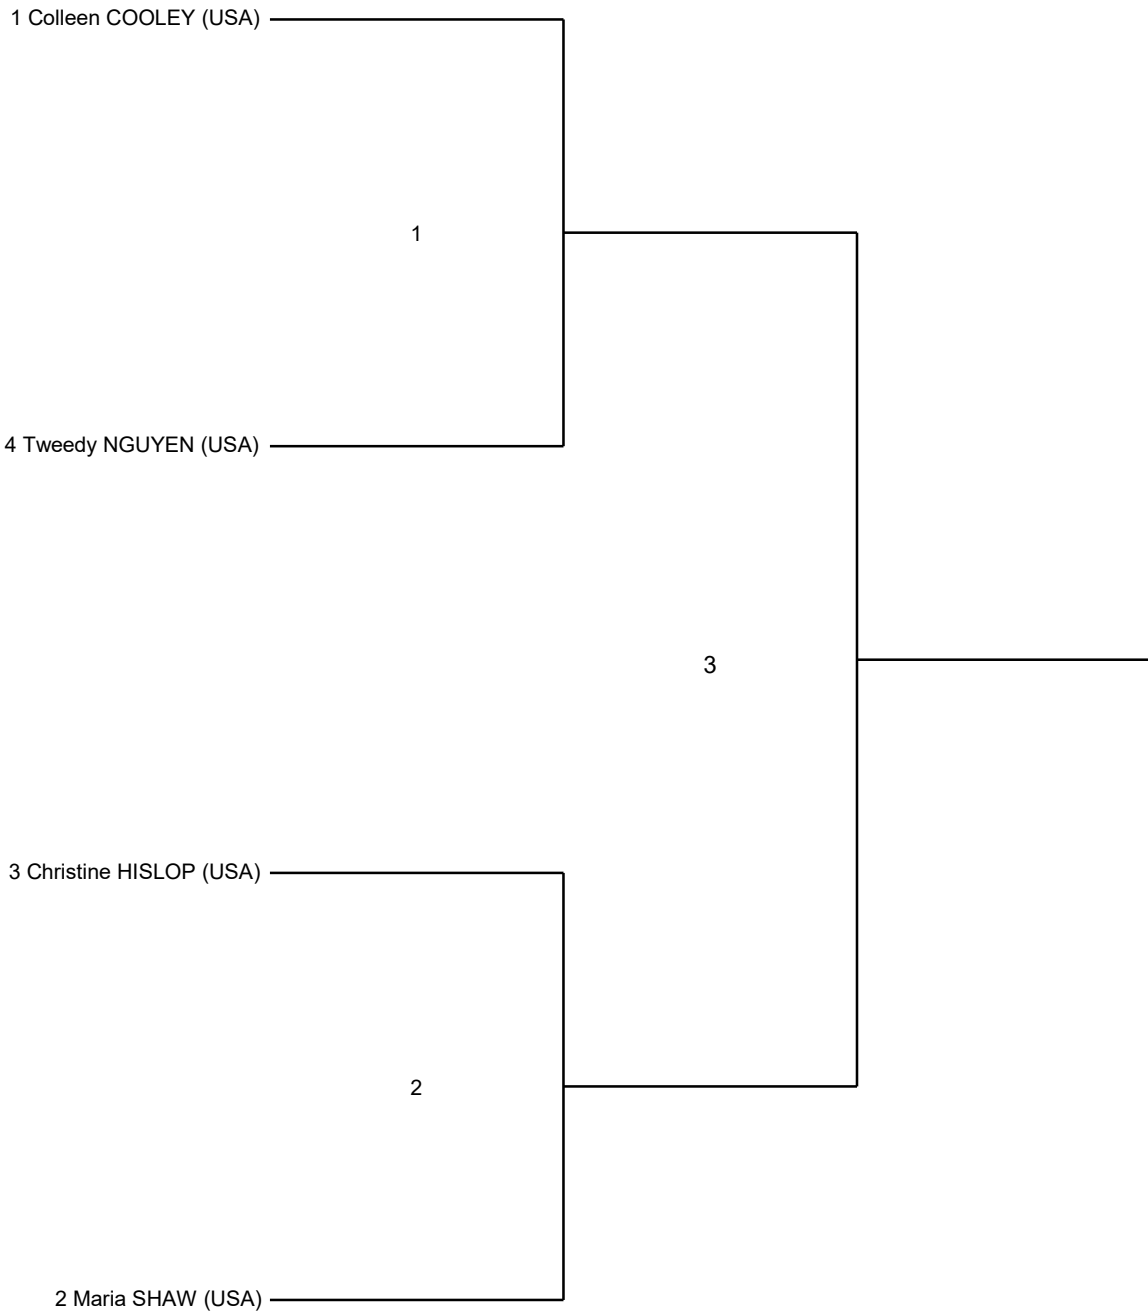 1 Colleen COOLEY (USA)
1
4 Tweedy NGUYEN (USA)
3
3 Christine HISLOP (USA)
2
2 Maria SHAW (USA)